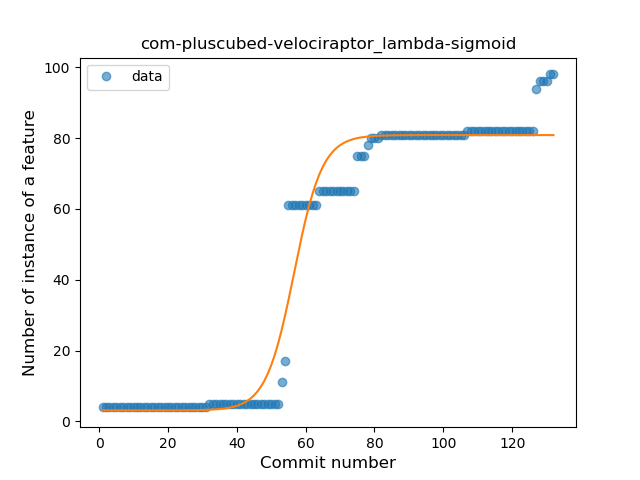 com-pluscubed-velociraptor_lambda-sigmoid
data
Number of instance of a feature
100
80
60
40
20
0
0 20 40 60 80 100 120
Commit number